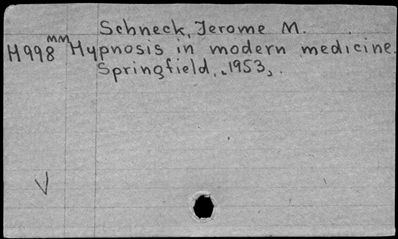 Schneck, Jerome M.
H998 MM Hypnosis in modern medicine.
Springfield, 1953.
V